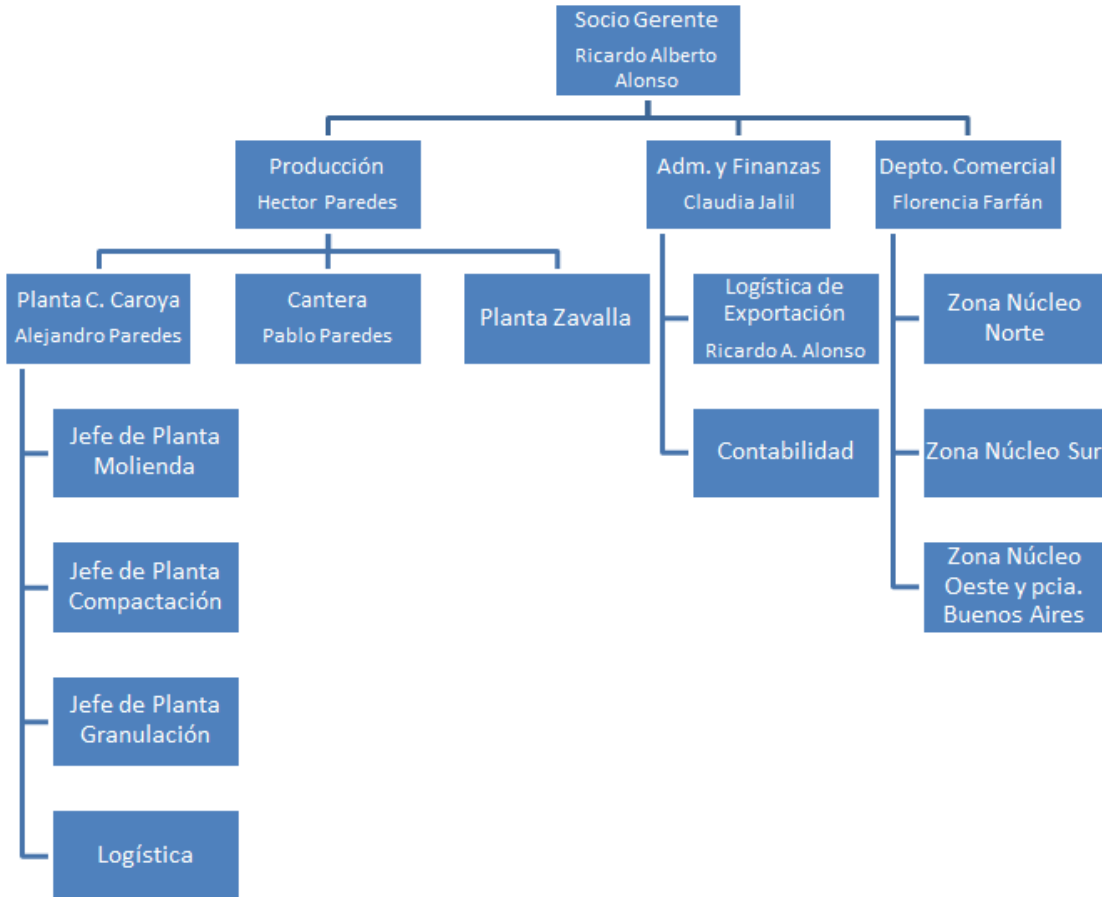 Socio Gerente
Ricardo Alberto
Alonso
Producción
Hector Paredes
Adm. y Finanzas
Claudia Jalil
Depto. Comercial
Florencia Farfán
Planta C. Caroya
Alejandro Paredes
Cantera
Pablo Paredes
Planta Zavalla
Logística de
Exportación
Ricardo A. Alonso
Zona Núcleo
Norte
Jefe de Planta
Molienda
Contabilidad
Zona Núcleo Sur
Jefe de Planta
Compactación
Zona Núcleo
Oeste y pcia.
Buenos Aires
Jefe de Planta
Granulación
Logística